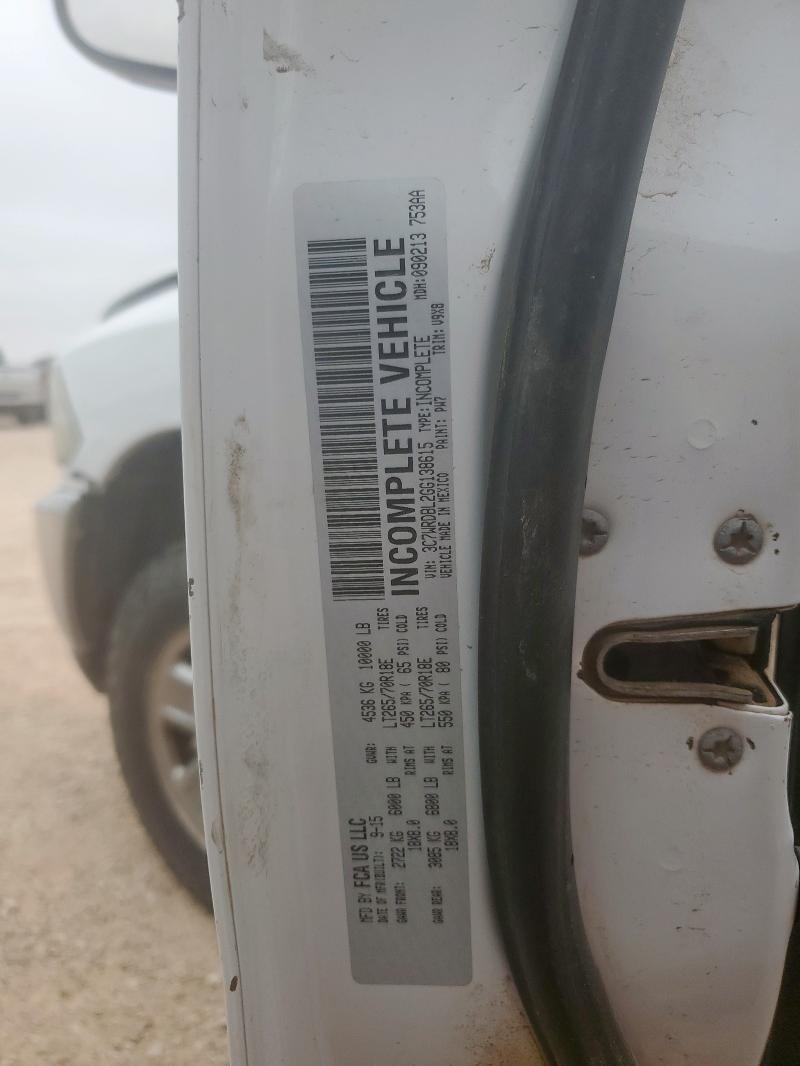 MFD BY FCA US LLC
DATE OF MFR(BUILT): 9-15 GVWR: 4536 KG 10000 LB
GAWR FRONT: 2722 KG 6000 LB WITH LT265/70R18E TIRES
18X8.0 RIMS AT 450 KPA ( 65 PSI) COLD
GAWR REAR: 3085 KG 6800 LB WITH LT265/70R18E TIRES
18X8.0 RIMS AT 550 KPA ( 80 PSI) COLD
INCOMPLETE VEHICLE
MDH:090213 753AA
VIN: 3C7WRDBL2GG138615 TYPE:INCOMPLETE
VEHICLE MADE IN MEXICO PAINT: PW7 TRIM: V9X8